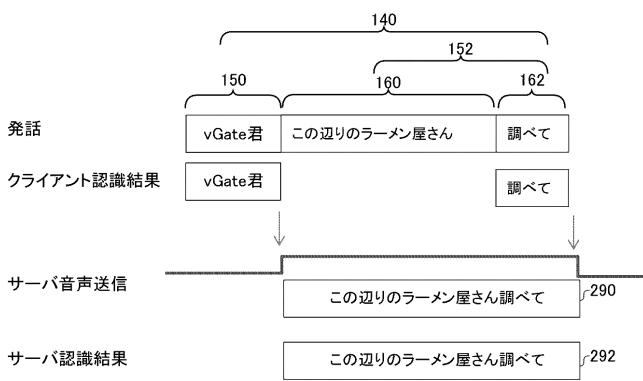 140
152
150 160 162
発話 vGate君 この辺りのラーメン屋さん 調べて
クライアント認識結果 vGate君 調べて
サーバ音声送信
この辺りのラーメン屋さん調べて 290
サーバ認識結果 この辺りのラーメン屋さん調べて 292